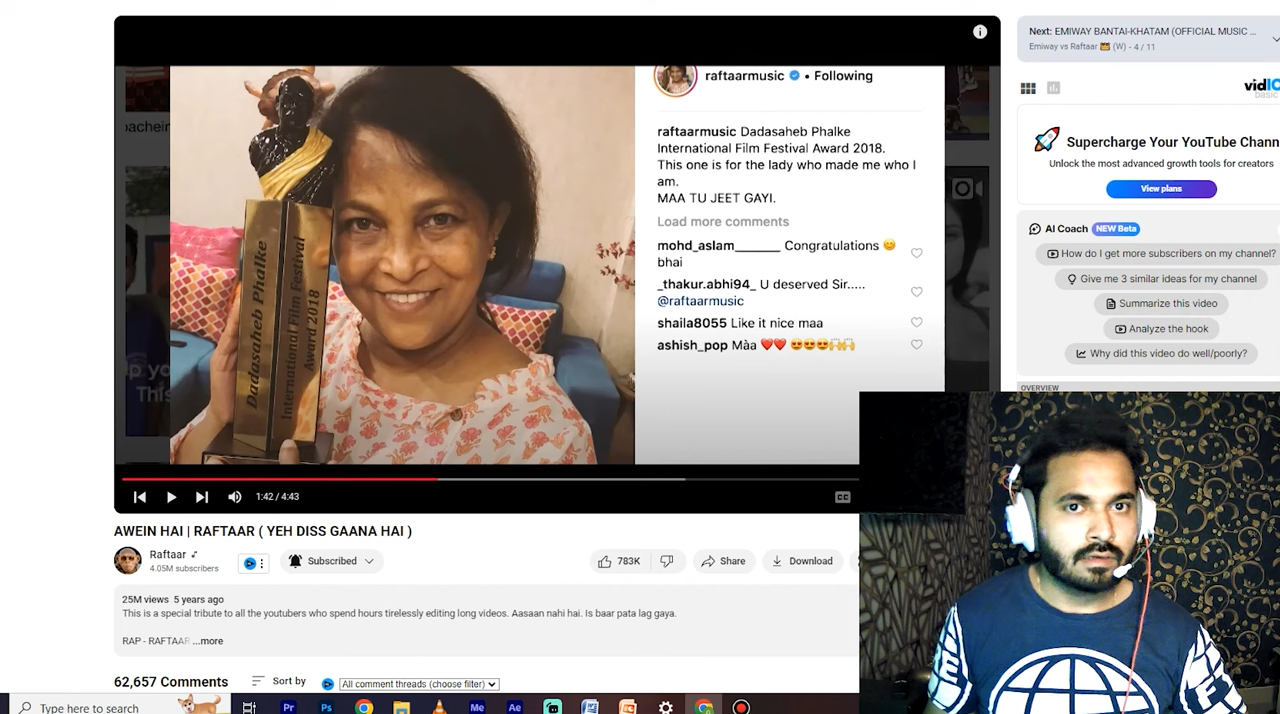 Dadasaheb Phalke
International Film Festival
Award 2018
raftaarmusic • Following
raftaarmusic Dadasaheb Phalke
International Film Festival Award 2018.
This one is for the lady who made me who I
am.
MAA TU JEET GAYI.
Load more comments
mohd_aslam_______ Congratulations 😊
bhai
_thakur.abhi94_ U deserved Sir.....
@raftaarmusic
shaila8055 Like it nice maa
ashish_pop Màa ❤️❤️ 😍😍😍🙌🙌
1:42 / 4:43
CC
AWEIN HAI | RAFTAAR ( YEH DISS GAANA HAI )
Raftaar
4.05M subscribers
Subscribed
783K
Share
Download
25M views 5 years ago
This is a special tribute to all the youtubers who spend hours tirelessly editing long videos. Aasaan nahi hai. Is baar pata lag gaya.
RAP - RAFTAAR ...more
62,657 Comments
Sort by
All comment threads (choose filter)
Next: EMIWAY BANTAI-KHATAM (OFFICIAL MUSIC ...
Emiway vs Raftaar 🦁 (W) - 4 / 11
vidIQ
basic
Supercharge Your YouTube Chann
Unlock the most advanced growth tools for creators
View plans
AI Coach NEW Beta
How do I get more subscribers on my channel?
Give me 3 similar ideas for my channel
Summarize this video
Analyze the hook
Why did this video do well/poorly?
OVERVIEW
Type here to search
Pr
Ps
Me
Ae